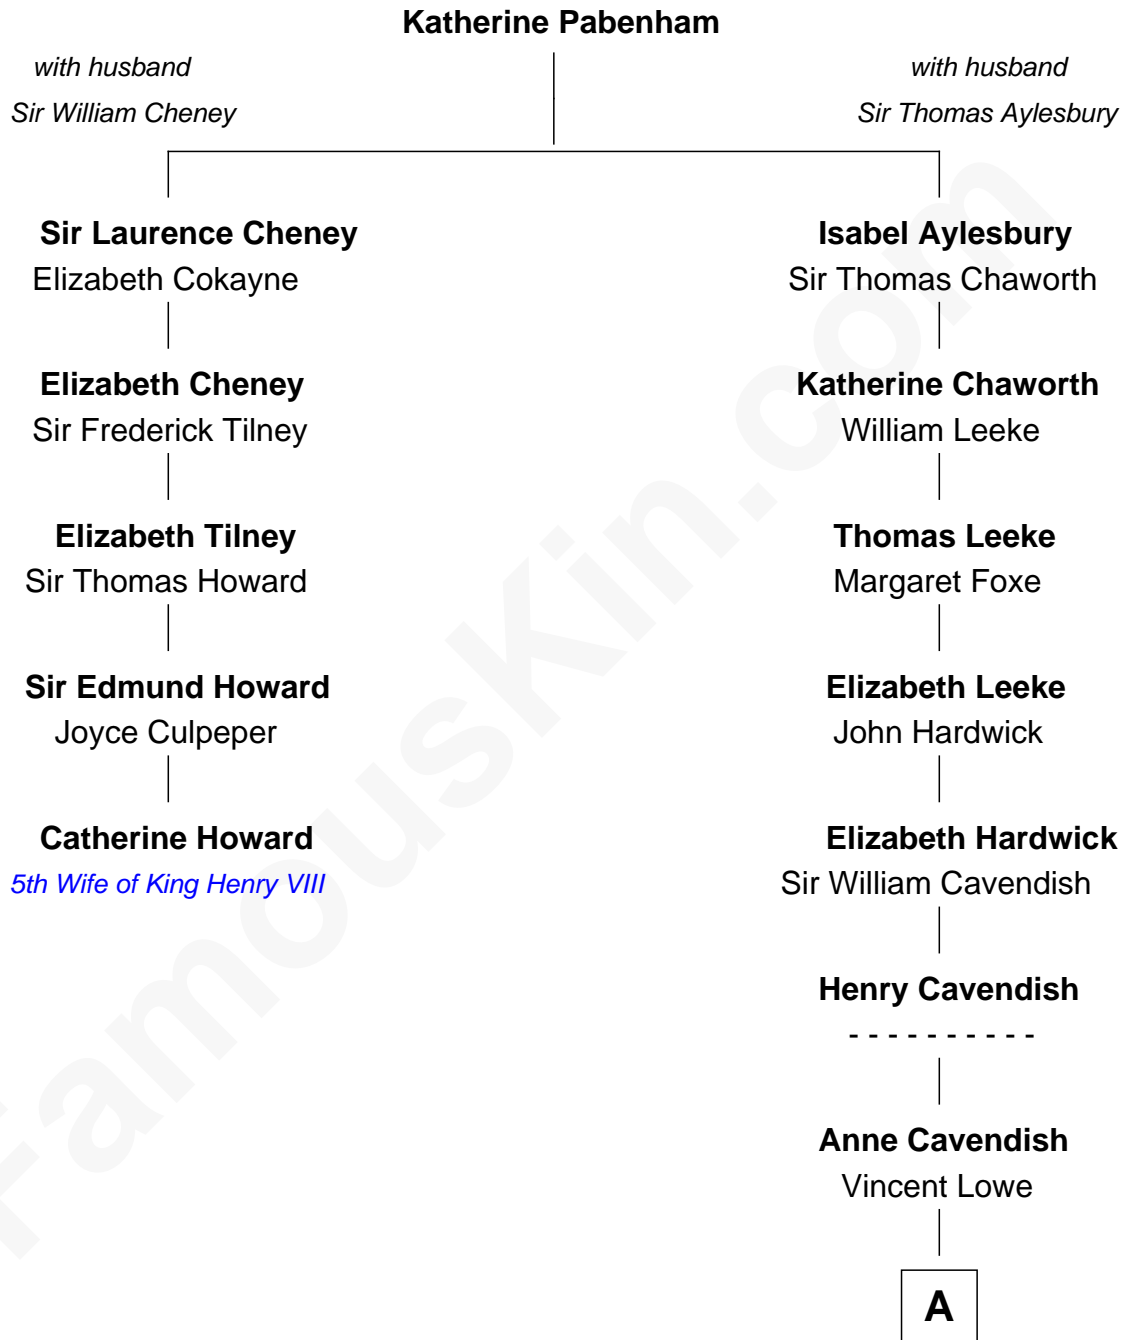 Katherine Pabenham
with husband
Sir William Cheney
with husband
Sir Thomas Aylesbury
Sir Laurence Cheney
Elizabeth Cokayne
Elizabeth Cheney
Sir Frederick Tilney
Elizabeth Tilney
Sir Thomas Howard
Sir Edmund Howard
Joyce Culpeper
Catherine Howard
5th Wife of King Henry VIII
Isabel Aylesbury
Sir Thomas Chaworth
Katherine Chaworth
William Leeke
Thomas Leeke
Margaret Foxe
Elizabeth Leeke
John Hardwick
Elizabeth Hardwick
Sir William Cavendish
Henry Cavendish
- - - - - - - - - -
Anne Cavendish
Vincent Lowe
A
FamousKin.com